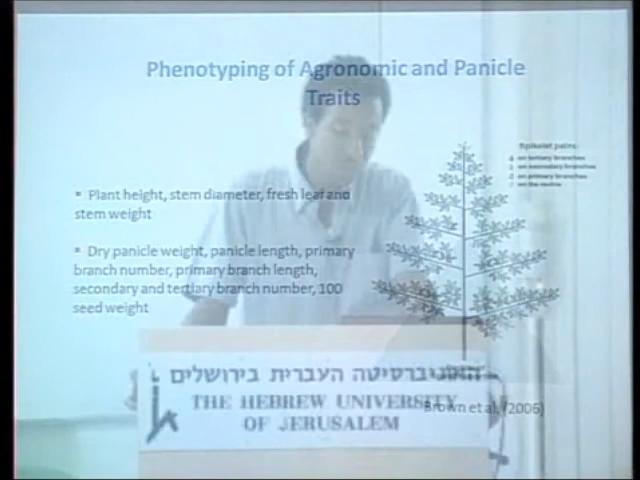 Phenotyping of Agronomic and Panicle
Traits
Spikelet pairs
on tertiary branches
on secondary branches
on primary branches
on the rachis
Plant height, stem diameter, fresh leaf and
stem weight
Dry panicle weight, panicle length, primary
branch number, primary branch length,
secondary and tertiary branch number, 100
seed weight
האוניברסיטה העברית בירושלים
THE HEBREW UNIVERSITY
OF JERUSALEM
Brown et al. (2006)